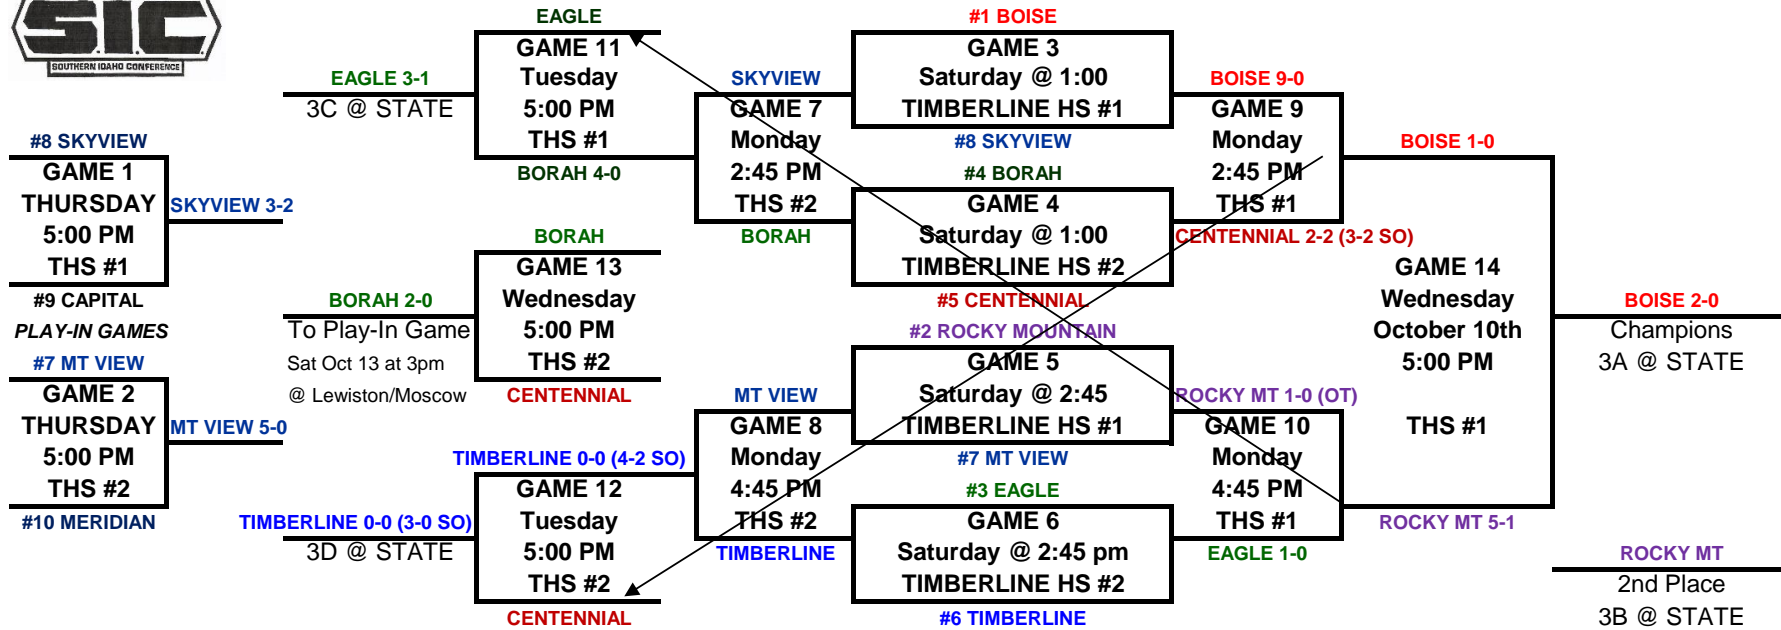 S.I.C
SOUTHERN IDAHO CONFERENCE
#8 SKYVIEW
GAME 1
THURSDAY
5:00 PM
THS #1
#9 CAPITAL
SKYVIEW 3-2
PLAY-IN GAMES
#7 MT VIEW
GAME 2
THURSDAY
5:00 PM
THS #2
#10 MERIDIAN
MT VIEW 5-0
EAGLE 3-1
3C @ STATE
BORAH 2-0
To Play-In Game
Sat Oct 13 at 3pm
@ Lewiston/Moscow
TIMBERLINE 0-0 (3-0 SO)
3D @ STATE
EAGLE
GAME 11
Tuesday
5:00 PM
THS #1
BORAH 4-0
BORAH
GAME 13
Wednesday
5:00 PM
THS #2
CENTENNIAL
TIMBERLINE 0-0 (4-2 SO)
GAME 12
Tuesday
5:00 PM
THS #2
CENTENNIAL
SKYVIEW
GAME 7
Monday
2:45 PM
THS #2
BORAH
MT VIEW
GAME 8
Monday
4:45 PM
THS #2
TIMBERLINE
#1 BOISE
GAME 3
Saturday @ 1:00
TIMBERLINE HS #1
#8 SKYVIEW
#4 BORAH
GAME 4
Saturday @ 1:00
TIMBERLINE HS #2
#5 CENTENNIAL
#2 ROCKY MOUNTAIN
GAME 5
Saturday @ 2:45
TIMBERLINE HS #1
#7 MT VIEW
#3 EAGLE
GAME 6
Saturday @ 2:45 pm
TIMBERLINE HS #2
#6 TIMBERLINE
BOISE 9-0
GAME 9
Monday
2:45 PM
THS #1
CENTENNIAL 2-2 (3-2 SO)
ROCKY MT 1-0 (OT)
GAME 10
Monday
4:45 PM
THS #1
EAGLE 1-0
BOISE 1-0
GAME 14
Wednesday
October 10th
5:00 PM
THS #1
ROCKY MT 5-1
BOISE 2-0
Champions
3A @ STATE
ROCKY MT
2nd Place
3B @ STATE